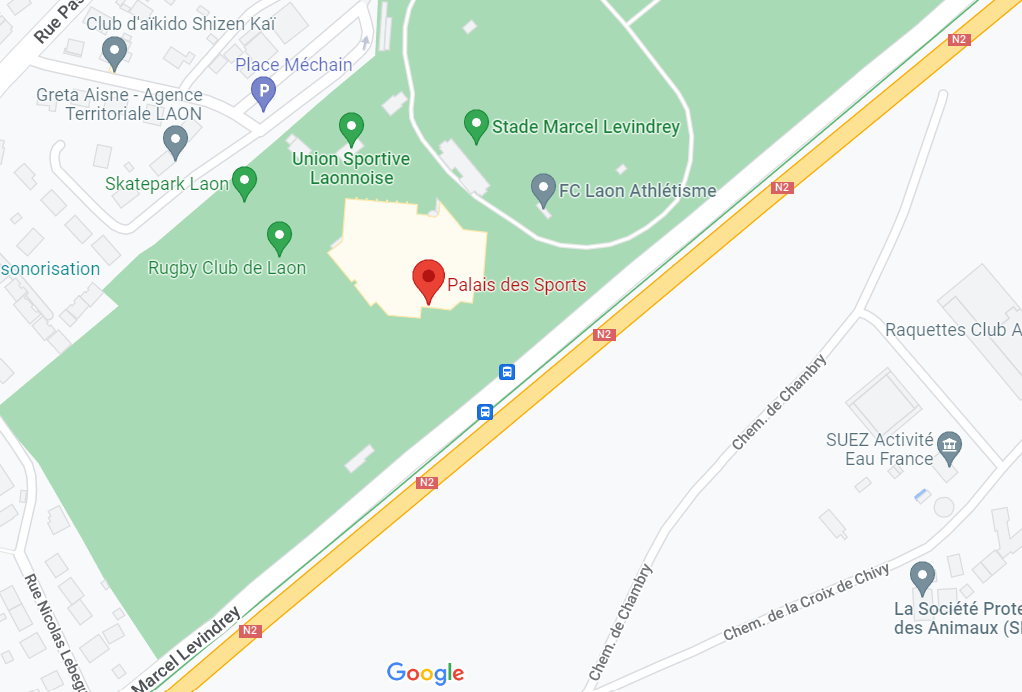 Rue Pas
Club d'aïkido Shizen Kaï
N2
Place Méchain
P
Greta Aisne - Agence
Territoriale LAON
Stade Marcel Levindrey
Union Sportive
Laonnoise
Skatepark Laon
FC Laon Athlétisme
N2
sonorisation
Rugby Club de Laon
Palais des Sports
N2
Raquettes Club A
Chem. de Chambry
SUEZ Activité
Eau France
N2
Chem. de Chambry
Chem. de la Croix de Chivy
Rue Nicolas Lebegu
Marcel Levindrey
N2
La Société Prote
des Animaux (S
Google